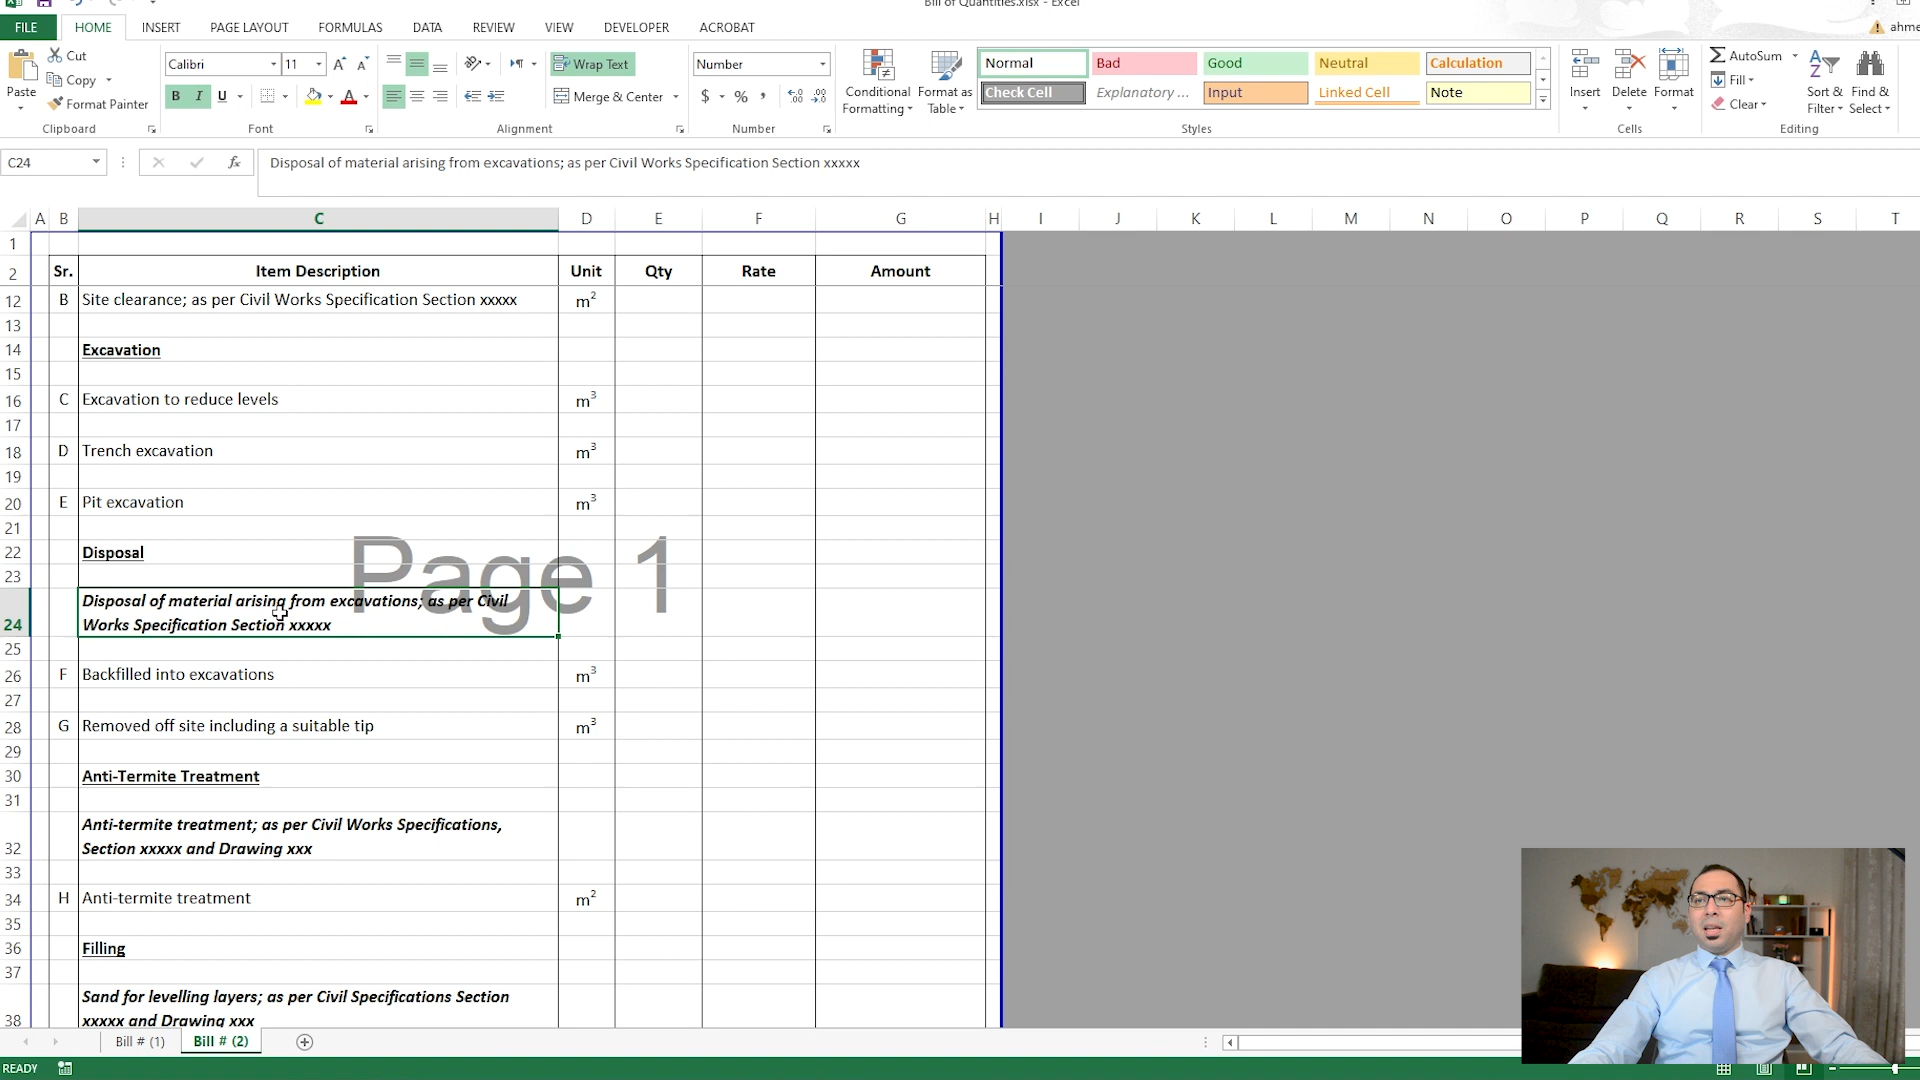 Bill of Quantities.xlsx - Excel
FILE HOME INSERT PAGE LAYOUT FORMULAS DATA REVIEW VIEW DEVELOPER ACROBAT
ahme
Paste
Cut
Copy
Format Painter
Clipboard
Calibri 11
B I U
Font
Wrap Text
Merge & Center
Alignment
Number
$ % ,
Number
Conditional Formatting
Format as Table
Normal Bad Good Neutral Calculation
Check Cell Explanatory ... Input Linked Cell Note
Styles
Insert Delete Format
Cells
AutoSum
Fill
Clear
Sort & Filter
Find & Select
Editing
C24 fx Disposal of material arising from excavations; as per Civil Works Specification Section xxxxx
A B C D E F G H I J K L M N O P Q R S T
1
2 Sr. Item Description Unit Qty Rate Amount
12 B Site clearance; as per Civil Works Specification Section xxxxx m²
13
14 Excavation
15
16 C Excavation to reduce levels m³
17
18 D Trench excavation m³
19
20 E Pit excavation m³
21
22 Disposal
Page 1
23
Disposal of material arising from excavations; as per Civil
24 Works Specification Section xxxxx
25
26 F Backfilled into excavations m³
27
28 G Removed off site including a suitable tip m³
29
30 Anti-Termite Treatment
31
Anti-termite treatment; as per Civil Works Specifications,
32 Section xxxxx and Drawing xxx
33
34 H Anti-termite treatment m²
35
36 Filling
37
Sand for levelling layers; as per Civil Specifications Section
38 xxxxx and Drawing xxx
Bill # (1) Bill # (2)
READY